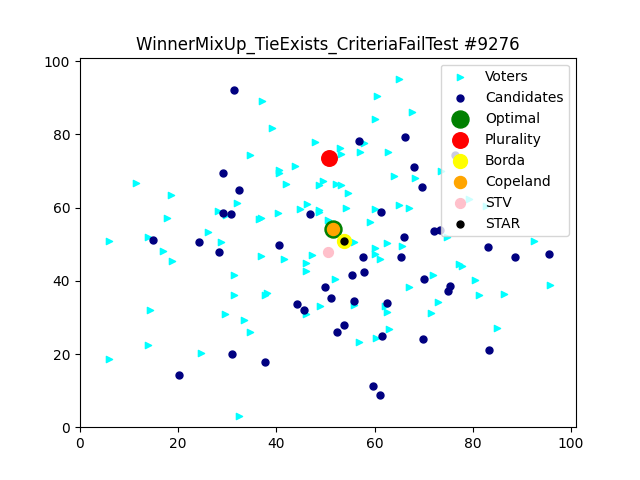 WinnerMixUp_TieExists_CriteriaFailTest #9276
100
80
60
40
20
0
0
20
40
60
80
100
Voters
Candidates
Optimal
Plurality
Borda
Copeland
STV
STAR